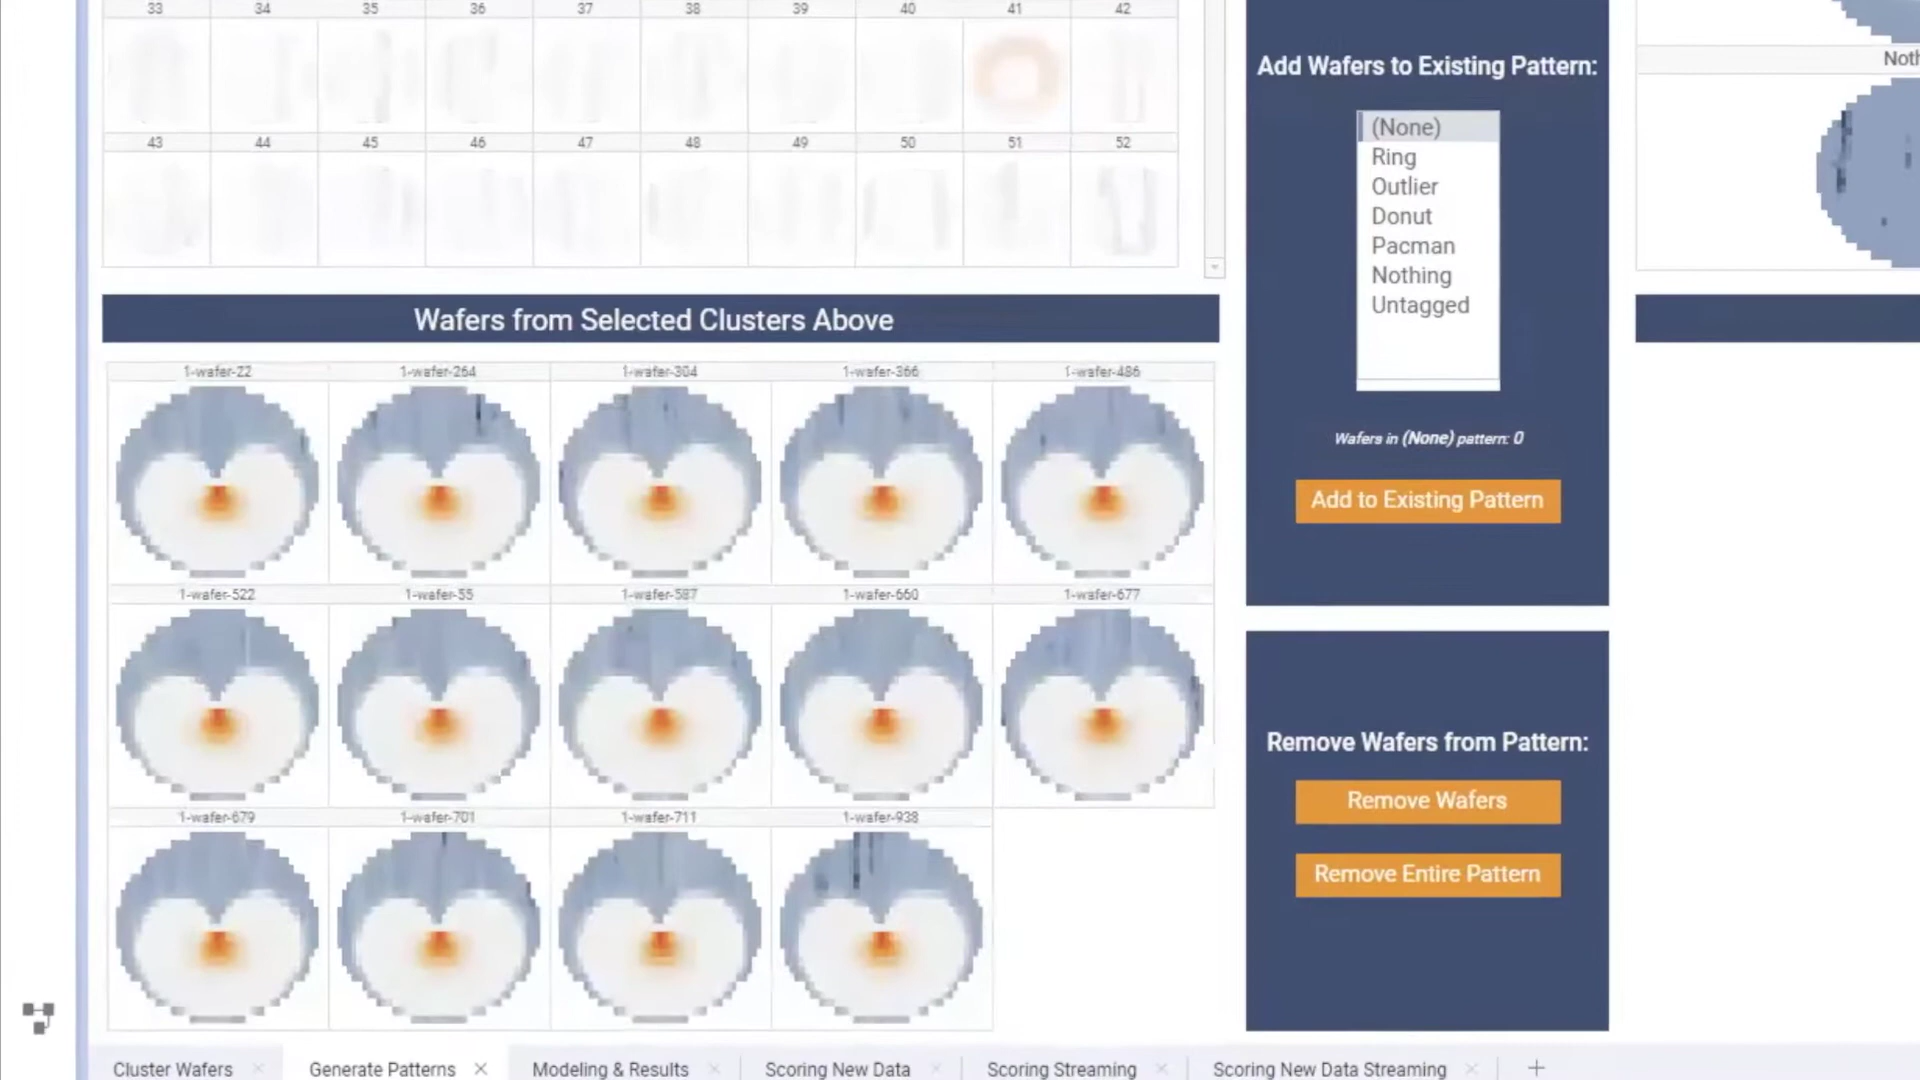 33 34 35 36 37 38 39 40 41 42
43 44 45 46 47 48 49 50 51 52
Wafers from Selected Clusters Above
1-wafer-22 1-wafer-264 1-wafer-304 1-wafer-366 1-wafer-486
1-wafer-522 1-wafer-55 1-wafer-587 1-wafer-660 1-wafer-677
1-wafer-679 1-wafer-701 1-wafer-711 1-wafer-938
Add Wafers to Existing Pattern:
(None)
Ring
Outlier
Donut
Pacman
Nothing
Untagged
Wafers in (None) pattern: 0
Add to Existing Pattern
Remove Wafers from Pattern:
Remove Wafers
Remove Entire Pattern
Cluster Wafers Generate Patterns Modeling & Results Scoring New Data Scoring Streaming Scoring New Data Streaming